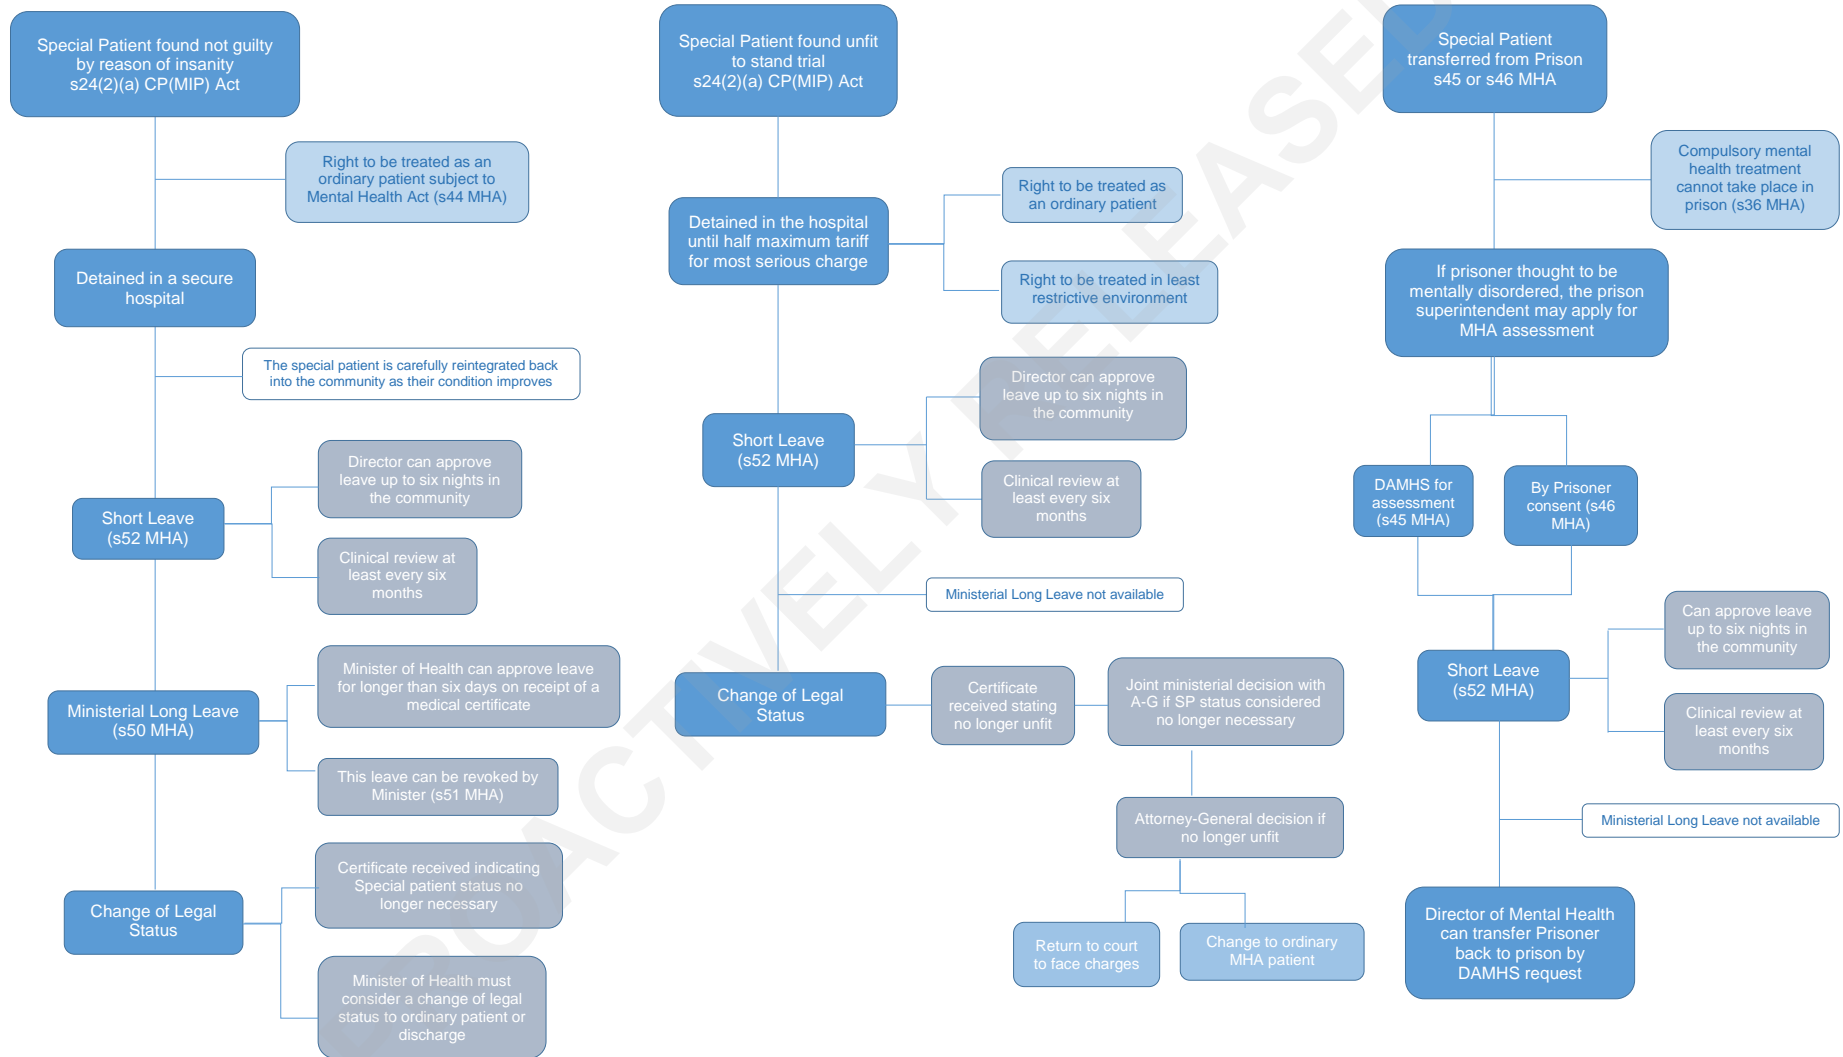 Special Patient found not guilty
by reason of insanity
s24(2)(a) CP(MIP) Act
Right to be treated as an
ordinary patient subject to
Mental Health Act (s44 MHA)
Detained in a secure
hospital
The special patient is carefully reintegrated back
into the community as their condition improves
Director can approve
leave up to six nights in
the community
Short Leave
(s52 MHA)
Clinical review at
least every six
months
Minister of Health can approve leave
for longer than six days on receipt of a
medical certificate
Ministerial Long Leave
(s50 MHA)
This leave can be revoked by
Minister (s51 MHA)
Certificate received indicating
Special patient status no
longer necessary
Change of Legal
Status
Minister of Health must
consider a change of legal
status to ordinary patient or
discharge
Special Patient found unfit
to stand trial
s24(2)(a) CP(MIP) Act
Right to be treated as
an ordinary patient
Detained in the hospital
until half maximum tariff
for most serious charge
Right to be treated in least
restrictive environment
Director can approve
leave up to six nights in
the community
Short Leave
(s52 MHA)
Clinical review at
least every six
months
Ministerial Long Leave not available
Change of Legal
Status
Certificate
received stating
no longer unfit
Joint ministerial decision with
A-G if SP status considered
no longer necessary
Attorney-General decision if
no longer unfit
Return to court
to face charges
Change to ordinary
MHA patient
Special Patient
transferred from Prison
s45 or s46 MHA
Compulsory mental
health treatment
cannot take place in
prison (s36 MHA)
If prisoner thought to be
mentally disordered, the prison
superintendent may apply for
MHA assessment
DAMHS for
assessment
(s45 MHA)
By Prisoner
consent (s46
MHA)
Can approve leave
up to six nights in
the community
Short Leave
(s52 MHA)
Clinical review at
least every six
months
Ministerial Long Leave not available
Director of Mental Health
can transfer Prisoner
back to prison by
DAMHS request
ROACTIVELY RELEASED